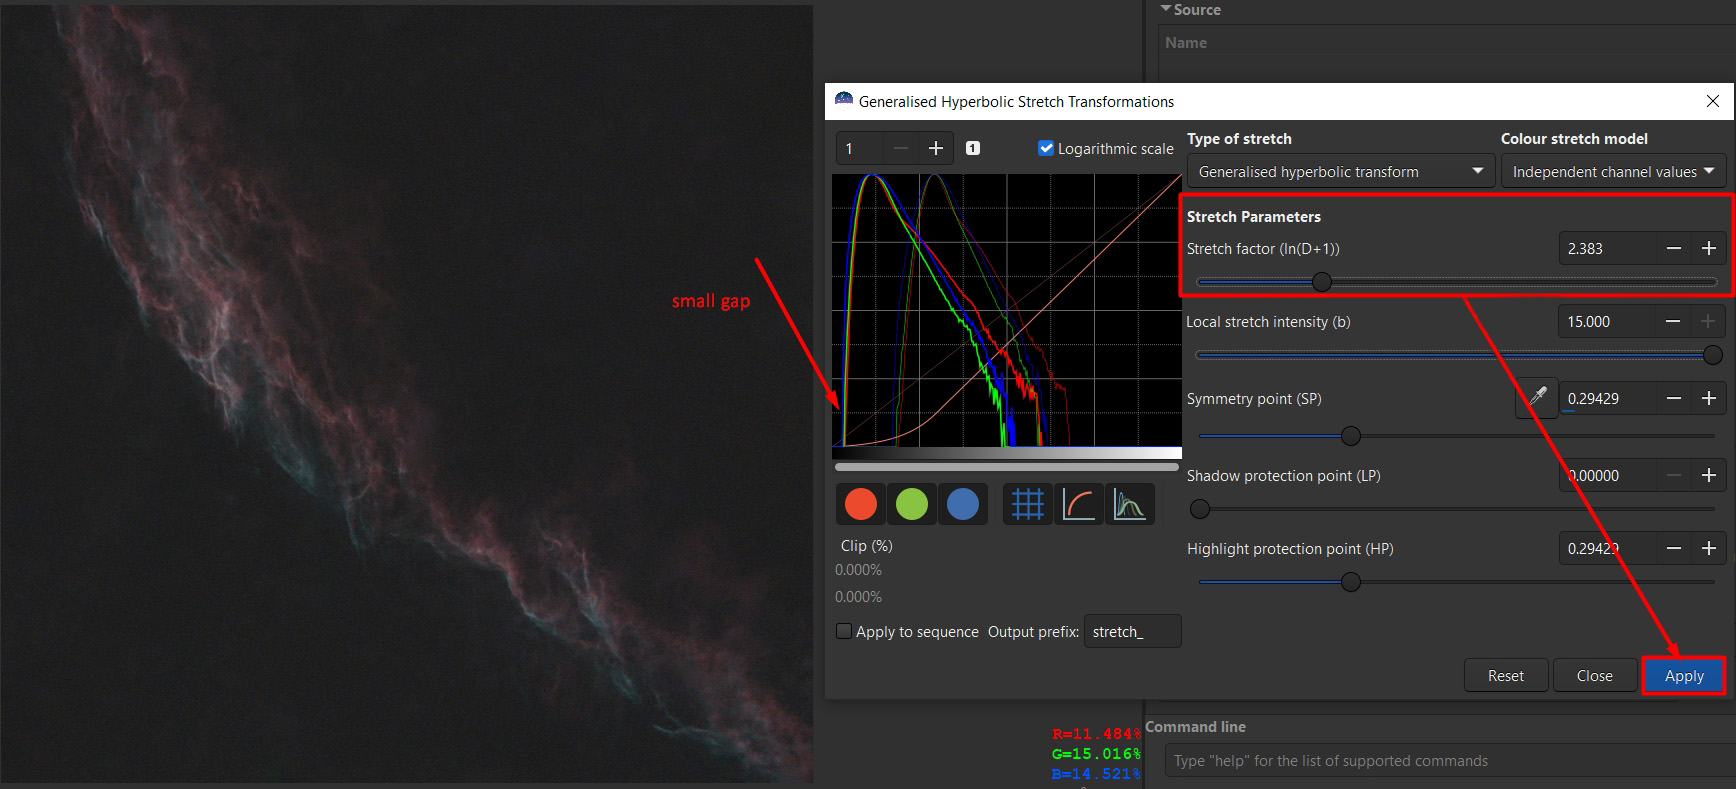 Source
Name
Generalised Hyperbolic Stretch Transformations
1
1
Logarithmic scale
Type of stretch
Colour stretch model
Generalised hyperbolic transform
Independent channel values
Stretch Parameters
Stretch factor (ln(D+1))
2.383
small gap
Local stretch intensity (b)
15.000
Symmetry point (SP)
0.29429
Shadow protection point (LP)
0.00000
Highlight protection point (HP)
0.29429
Clip (%)
0.000%
0.000%
Apply to sequence
Output prefix:
stretch_
Reset
Close
Apply
R=11.484%
G=15.016%
B=14.521%
Command line
Type "help" for the list of supported commands